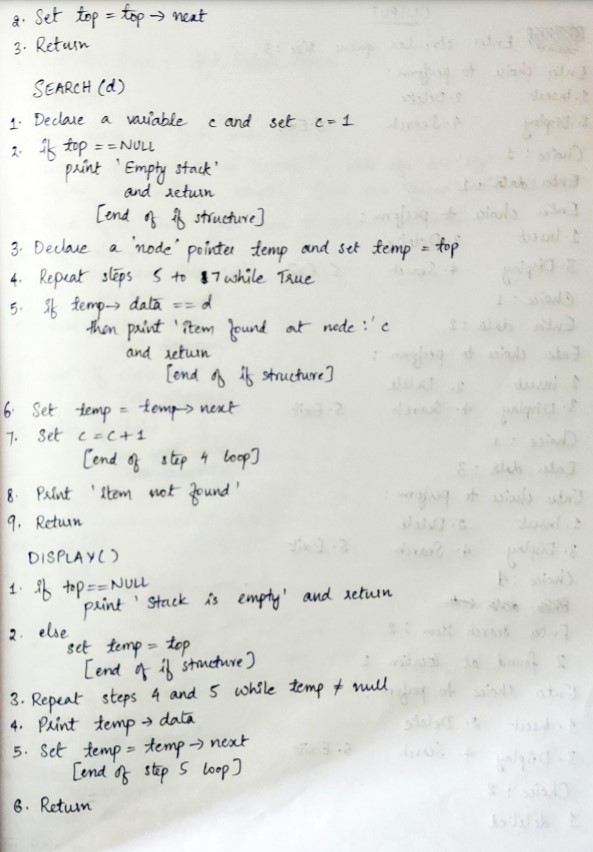 2. Set top = top → next
3. Return
SEARCH (d)
1. Declare a variable c and set c = 1
2. if top == NULL
print 'Empty stack'
and return
[end of if structure]
3. Declare a 'node' pointer temp and set temp = top
4. Repeat steps 5 to 7 while True
5. If temp → data == d
then print 'item found at node :' c
and return
[end of if structure]
6. Set temp = temp → next
7. Set c = c + 1
[end of step 4 loop]
8. Print 'item not found'
9. Return
DISPLAY()
1. if top == NULL
print 'Stack is empty' and return
2. else
set temp = top
[end of if structure)
3. Repeat steps 4 and 5 while temp ≠ null
4. Print temp → data
5. Set temp = temp → next
[end of step 5 loop]
6. Return